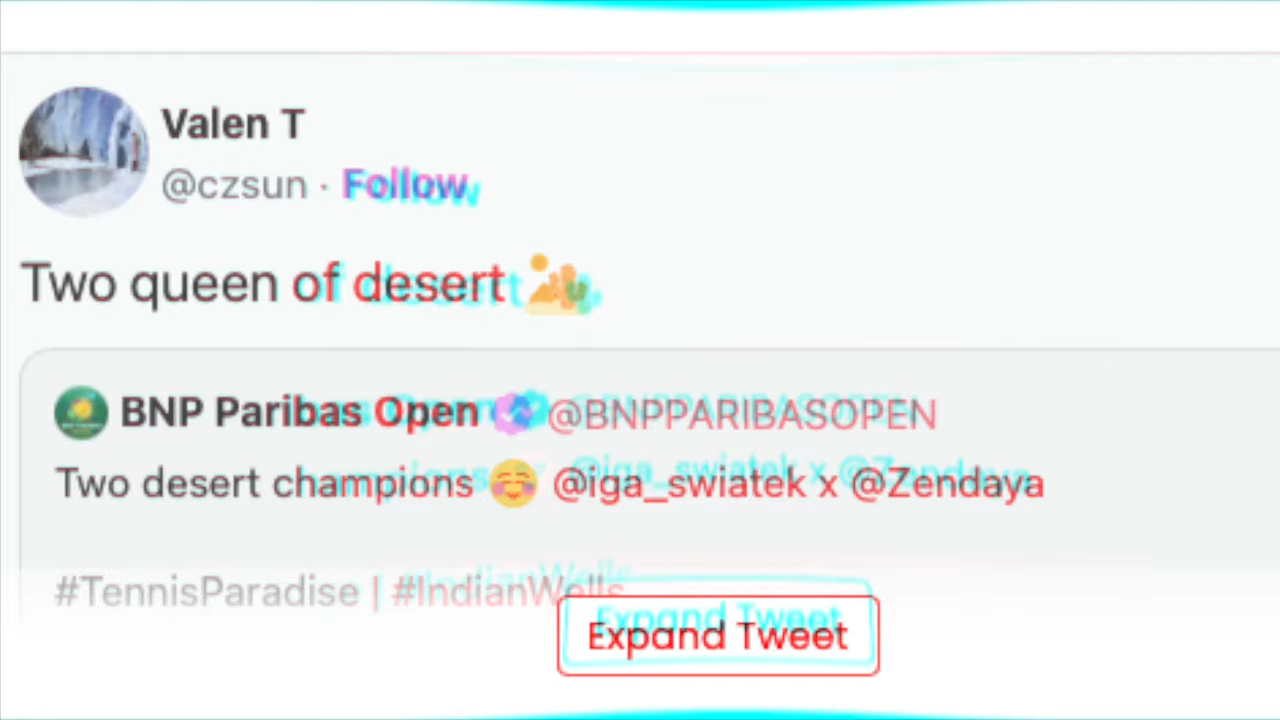 Valen T
@czsun · Follow
Two queen of desert 🏜️
BNP Paribas Open @BNPPARIBASOPEN
Two desert champions ☺️ @iga_swiatek x @Zendaya
#TennisParadise | #IndianWells
Expand Tweet